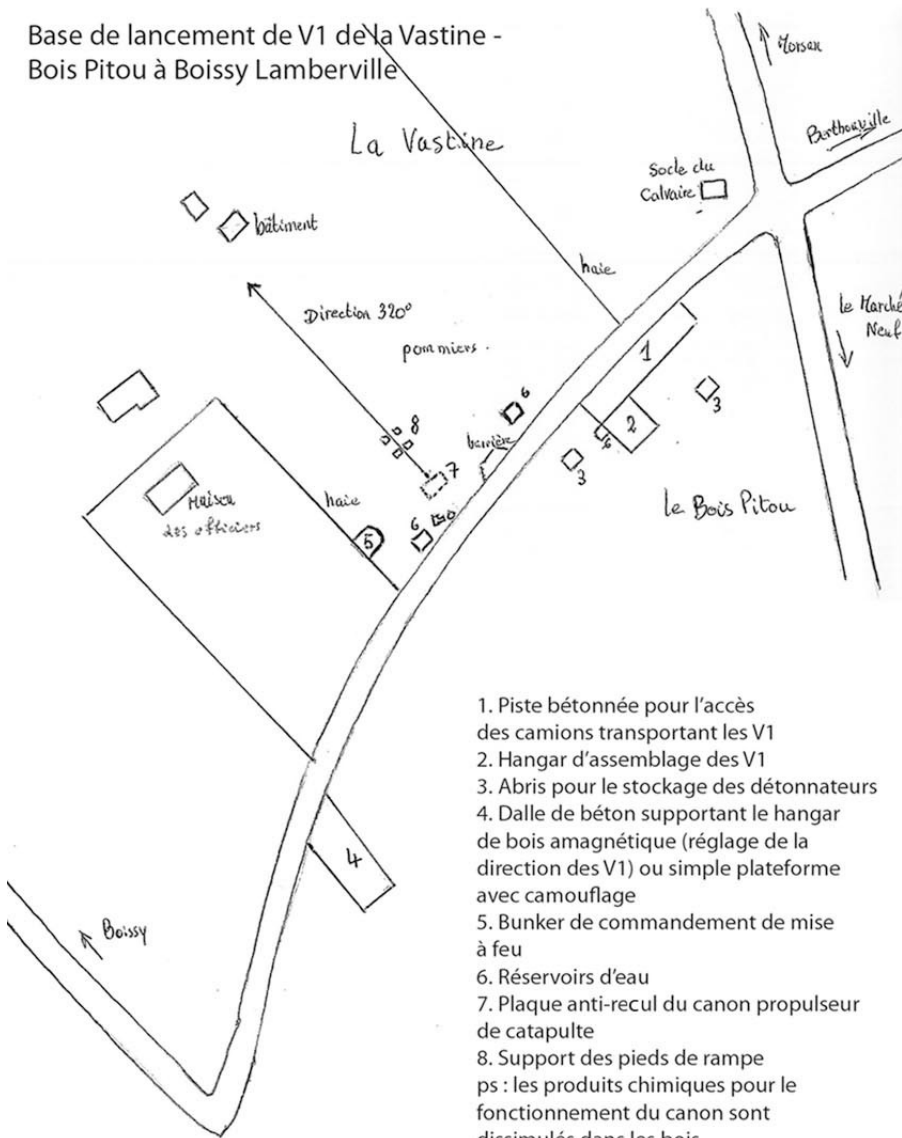 Base de lancement de V1 de la Vastine -
Bois Pitou à Boissy Lamberville
Morsan
Berthouville
La Vastine
Socle du
Calvaire
bâtiment
haie
Direction 320°
le Marché
Neuf
pommiers
1
6
8
3
2
barrière
6
7
3
le Bois Pitou
Maison
des officiers
haie
6
5
4
Boissy
1. Piste bétonnée pour l'accès
des camions transportant les V1
2. Hangar d'assemblage des V1
3. Abris pour le stockage des détonnateurs
4. Dalle de béton supportant le hangar
de bois amagnétique (réglage de la
direction des V1) ou simple plateforme
avec camouflage
5. Bunker de commandement de mise
à feu
6. Réservoirs d'eau
7. Plaque anti-recul du canon propulseur
de catapulte
8. Support des pieds de rampe
ps : les produits chimiques pour le
fonctionnement du canon sont
dissimulés dans les bois